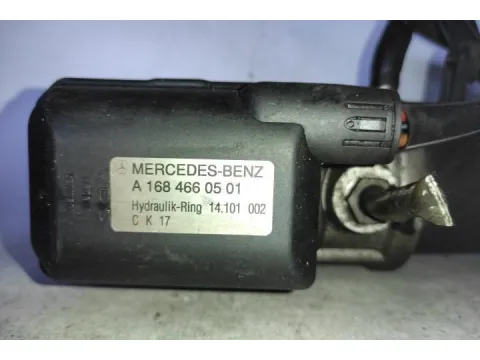 MERCEDES-BENZ
A 168 466 05 01
Hydraulik-Ring 14.101 002
C K 17